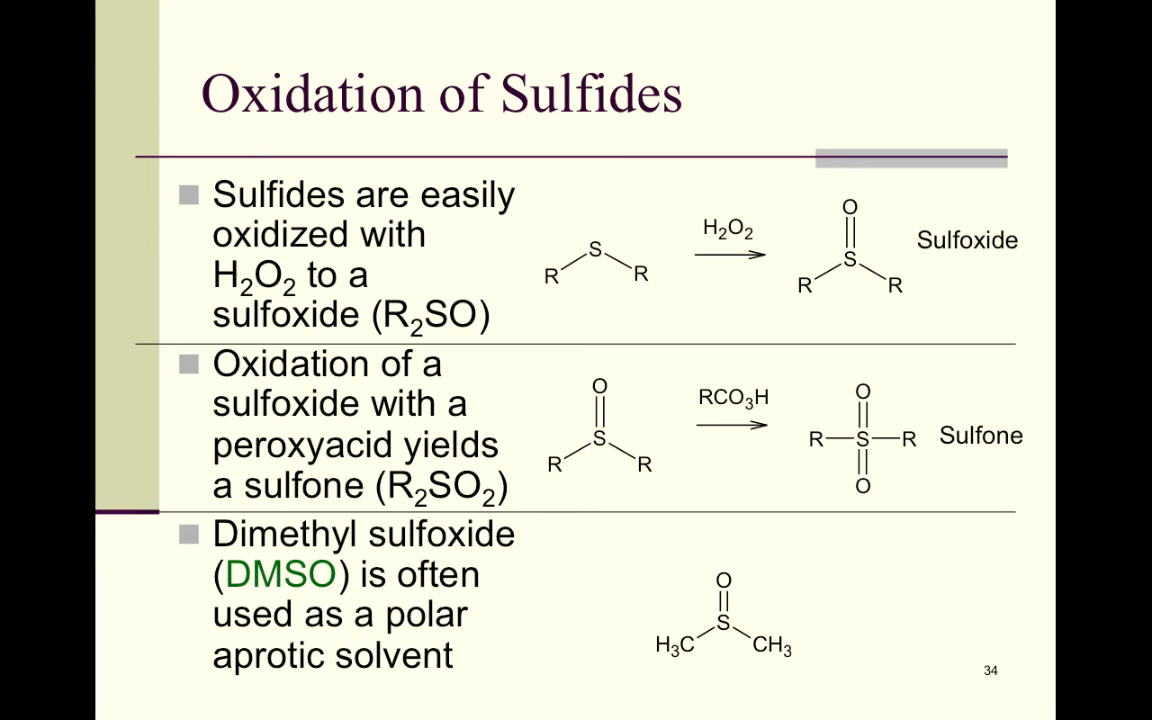 Oxidation of Sulfides
Sulfides are easily
oxidized with
H₂O₂ to a
sulfoxide (R₂SO)
H₂O₂
S
R
R
O
S
R
R
Sulfoxide
Oxidation of a
sulfoxide with a
peroxyacid yields
a sulfone (R₂SO₂)
O
S
R
R
RCO₃H
O
R S R
O
Sulfone
Dimethyl sulfoxide
(DMSO) is often
used as a polar
aprotic solvent
O
S
H₃C CH₃
34